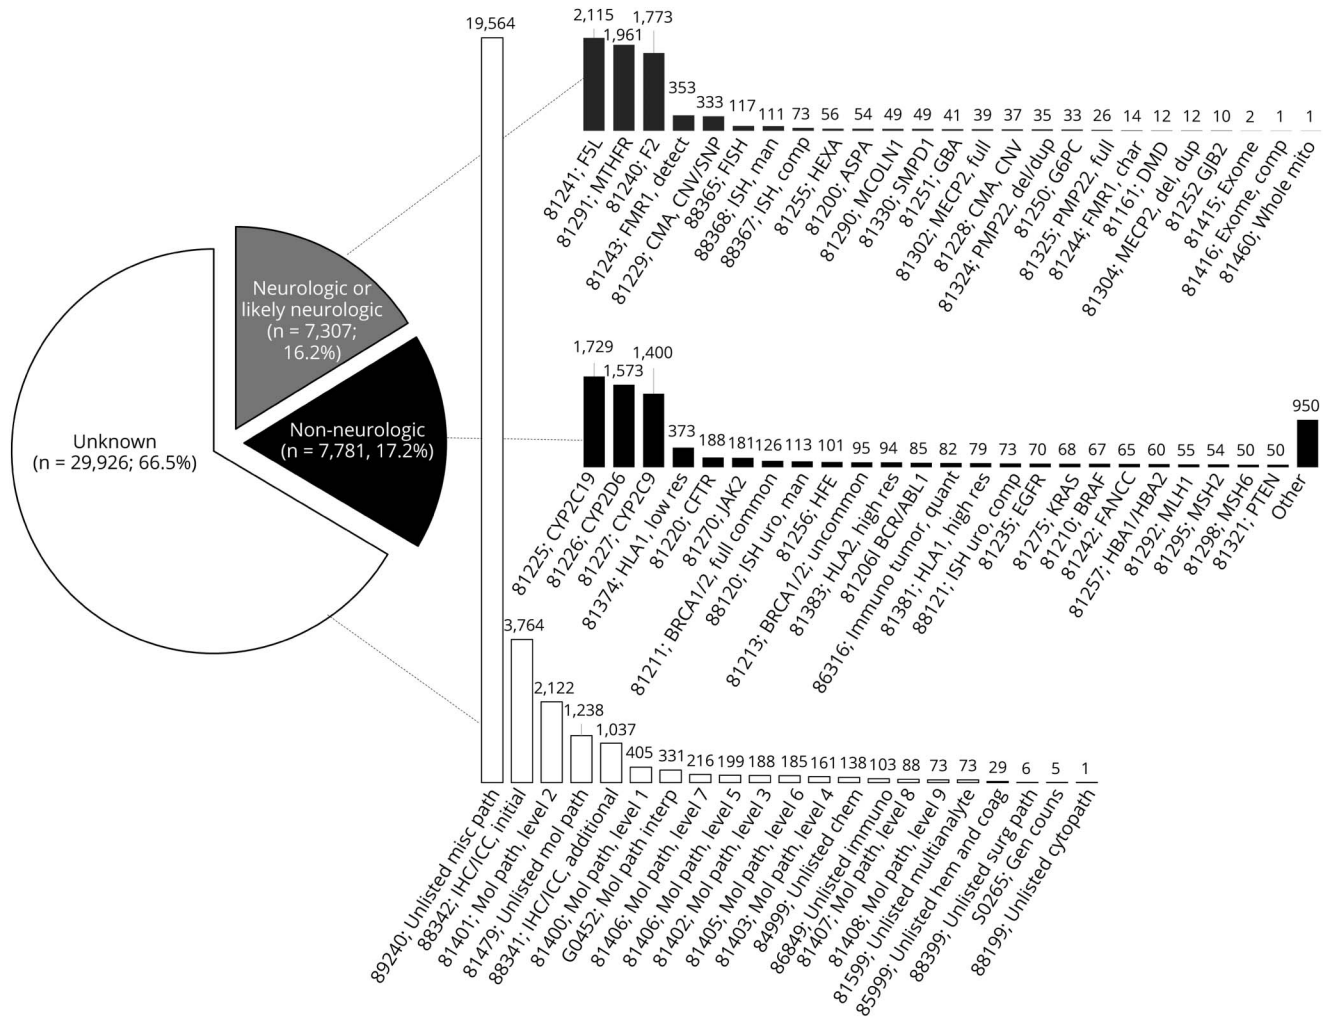 19,564
2,115
1,961
1,773
353
333
117
111
73
56
54
49
49
41
39
37
35
33
26
14
12
12
10
2
1
1
81241; F5L
81291; MTHFR
81240; F2
81243; FMR1, detect
81229; CMA, CNV/SNP
88365; FISH
88368; ISH, man
88367; ISH, comp
81255; HEXA
81200; ASPA
81290; MCOLN1
81330; SMPD1
81251; GBA
81302; MECP2, full
81228; CMA, CNV
81324; PMP22, del/dup
81250; G6PC
81325; PMP22, full
81244; FMR1, char
81161; DMD
81304; MECP2, del, dup
81252 GJB2
81415; Exome
81416; Exome, comp
81460; Whole mito
Neurologic or
likely neurologic
(n = 7,307;
16.2%)
Non-neurologic
(n = 7,781, 17.2%)
Unknown
(n = 29,926; 66.5%)
1,729
1,573
1,400
373
188
181
126
113
101
95
94
85
82
79
73
70
68
67
65
60
55
54
50
50
950
81225; CYP2C19
81226; CYP2D6
81227; CYP2C9
81374; HLA1, low res
81220; CFTR
81270; JAK2
81211; BRCA1/2, full common
88120; ISH uro, man
81256; HFE
81213; BRCA1/2; uncommon
81383; HLA2, high res
81206I BCR/ABL1
86316; Immuno tumor, quant
81381; HLA1, high res
88121; ISH uro, comp
81235; EGFR
81275; KRAS
81210; BRAF
81242; FANCC
81257; HBA1/HBA2
81292; MLH1
81295; MSH2
81298; MSH6
81321; PTEN
Other
3,764
2,122
1,238
1,037
405
331
216
199
188
185
161
138
103
88
73
73
29
6
5
1
89240; Unlisted misc path
88342; IHC/ICC, initial
81401; Mol path, level 2
81479; Unlisted mol path
88341; IHC/ICC, additional
81400; Mol path, level 1
G0452; Mol path interp
81406; Mol path, level 7
81406; Mol path, level 5
81402; Mol path, level 3
81405; Mol path, level 6
81403; Mol path, level 4
84999; Unlisted chem
86849; Unlisted immuno
81407; Mol path, level 8
81408; Mol path, level 9
81599; Unlisted multianalyte
85999; Unlisted hem and coag
88399; Unlisted surg path
S0265; Gen couns
88199; Unlisted cytopath